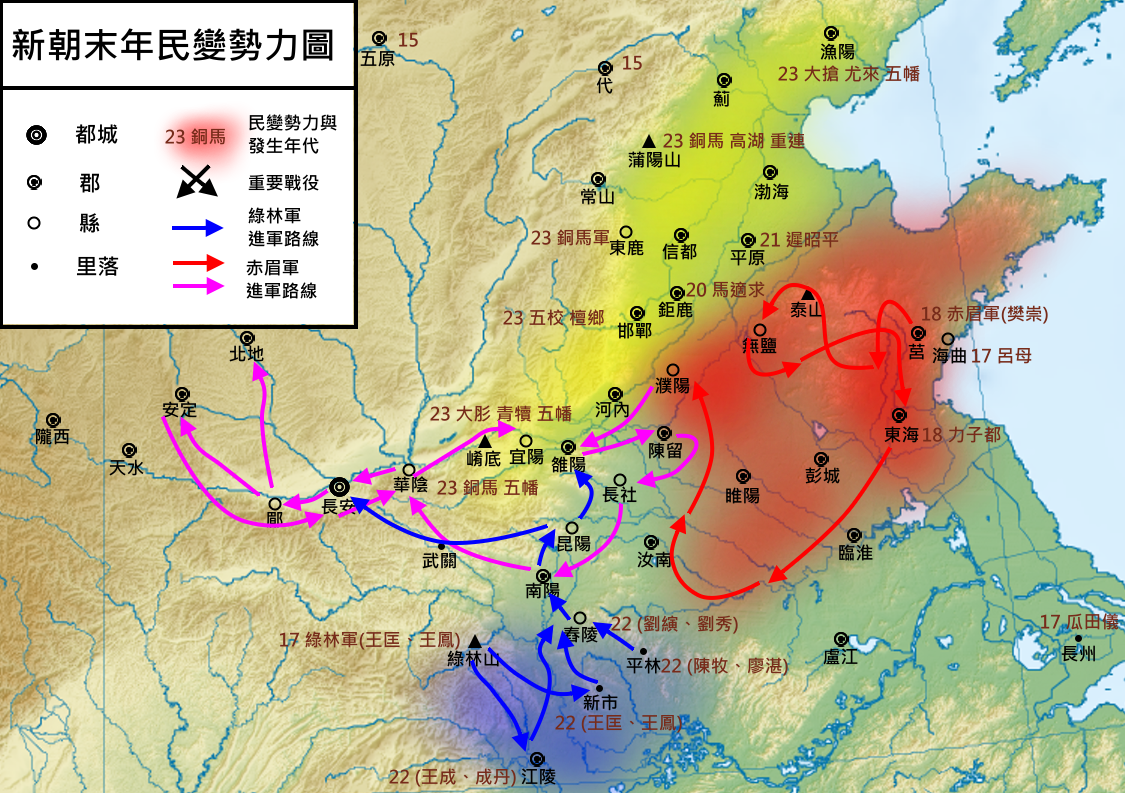 新朝末年民變勢力圖
都城
郡
縣
里落
23 銅馬
民變勢力與
發生年代
重要戰役
綠林軍
進軍路線
赤眉軍
進軍路線
五原
15
代
15
漁陽
23 大搶 尤來 五幡
薊
蒲陽山
23 銅馬 高湖 重連
常山
渤海
23 銅馬軍
東鹿
信都
平原
21 遲昭平
鉅鹿
20 馬適求
23 五校 檀鄉
邯鄲
泰山
無鹽
18 赤眉軍(樊崇)
莒
海曲
17 呂母
北地
安定
隴西
天水
濮陽
河內
23 大肜 青犢 五幡
崤底
宜陽
雒陽
陳留
東海
18 力子都
彭城
睢陽
華陰
23 銅馬 五幡
長安
郿
長社
昆陽
武關
汝南
臨淮
南陽
舂陵
22 (劉縯、劉秀)
17 綠林軍(王匡、王鳳)
綠林山
平林
22 (陳牧、廖湛)
新市
22 (王匡、王鳳)
江陵
22 (王成、成丹)
廬江
17 瓜田儀
長州